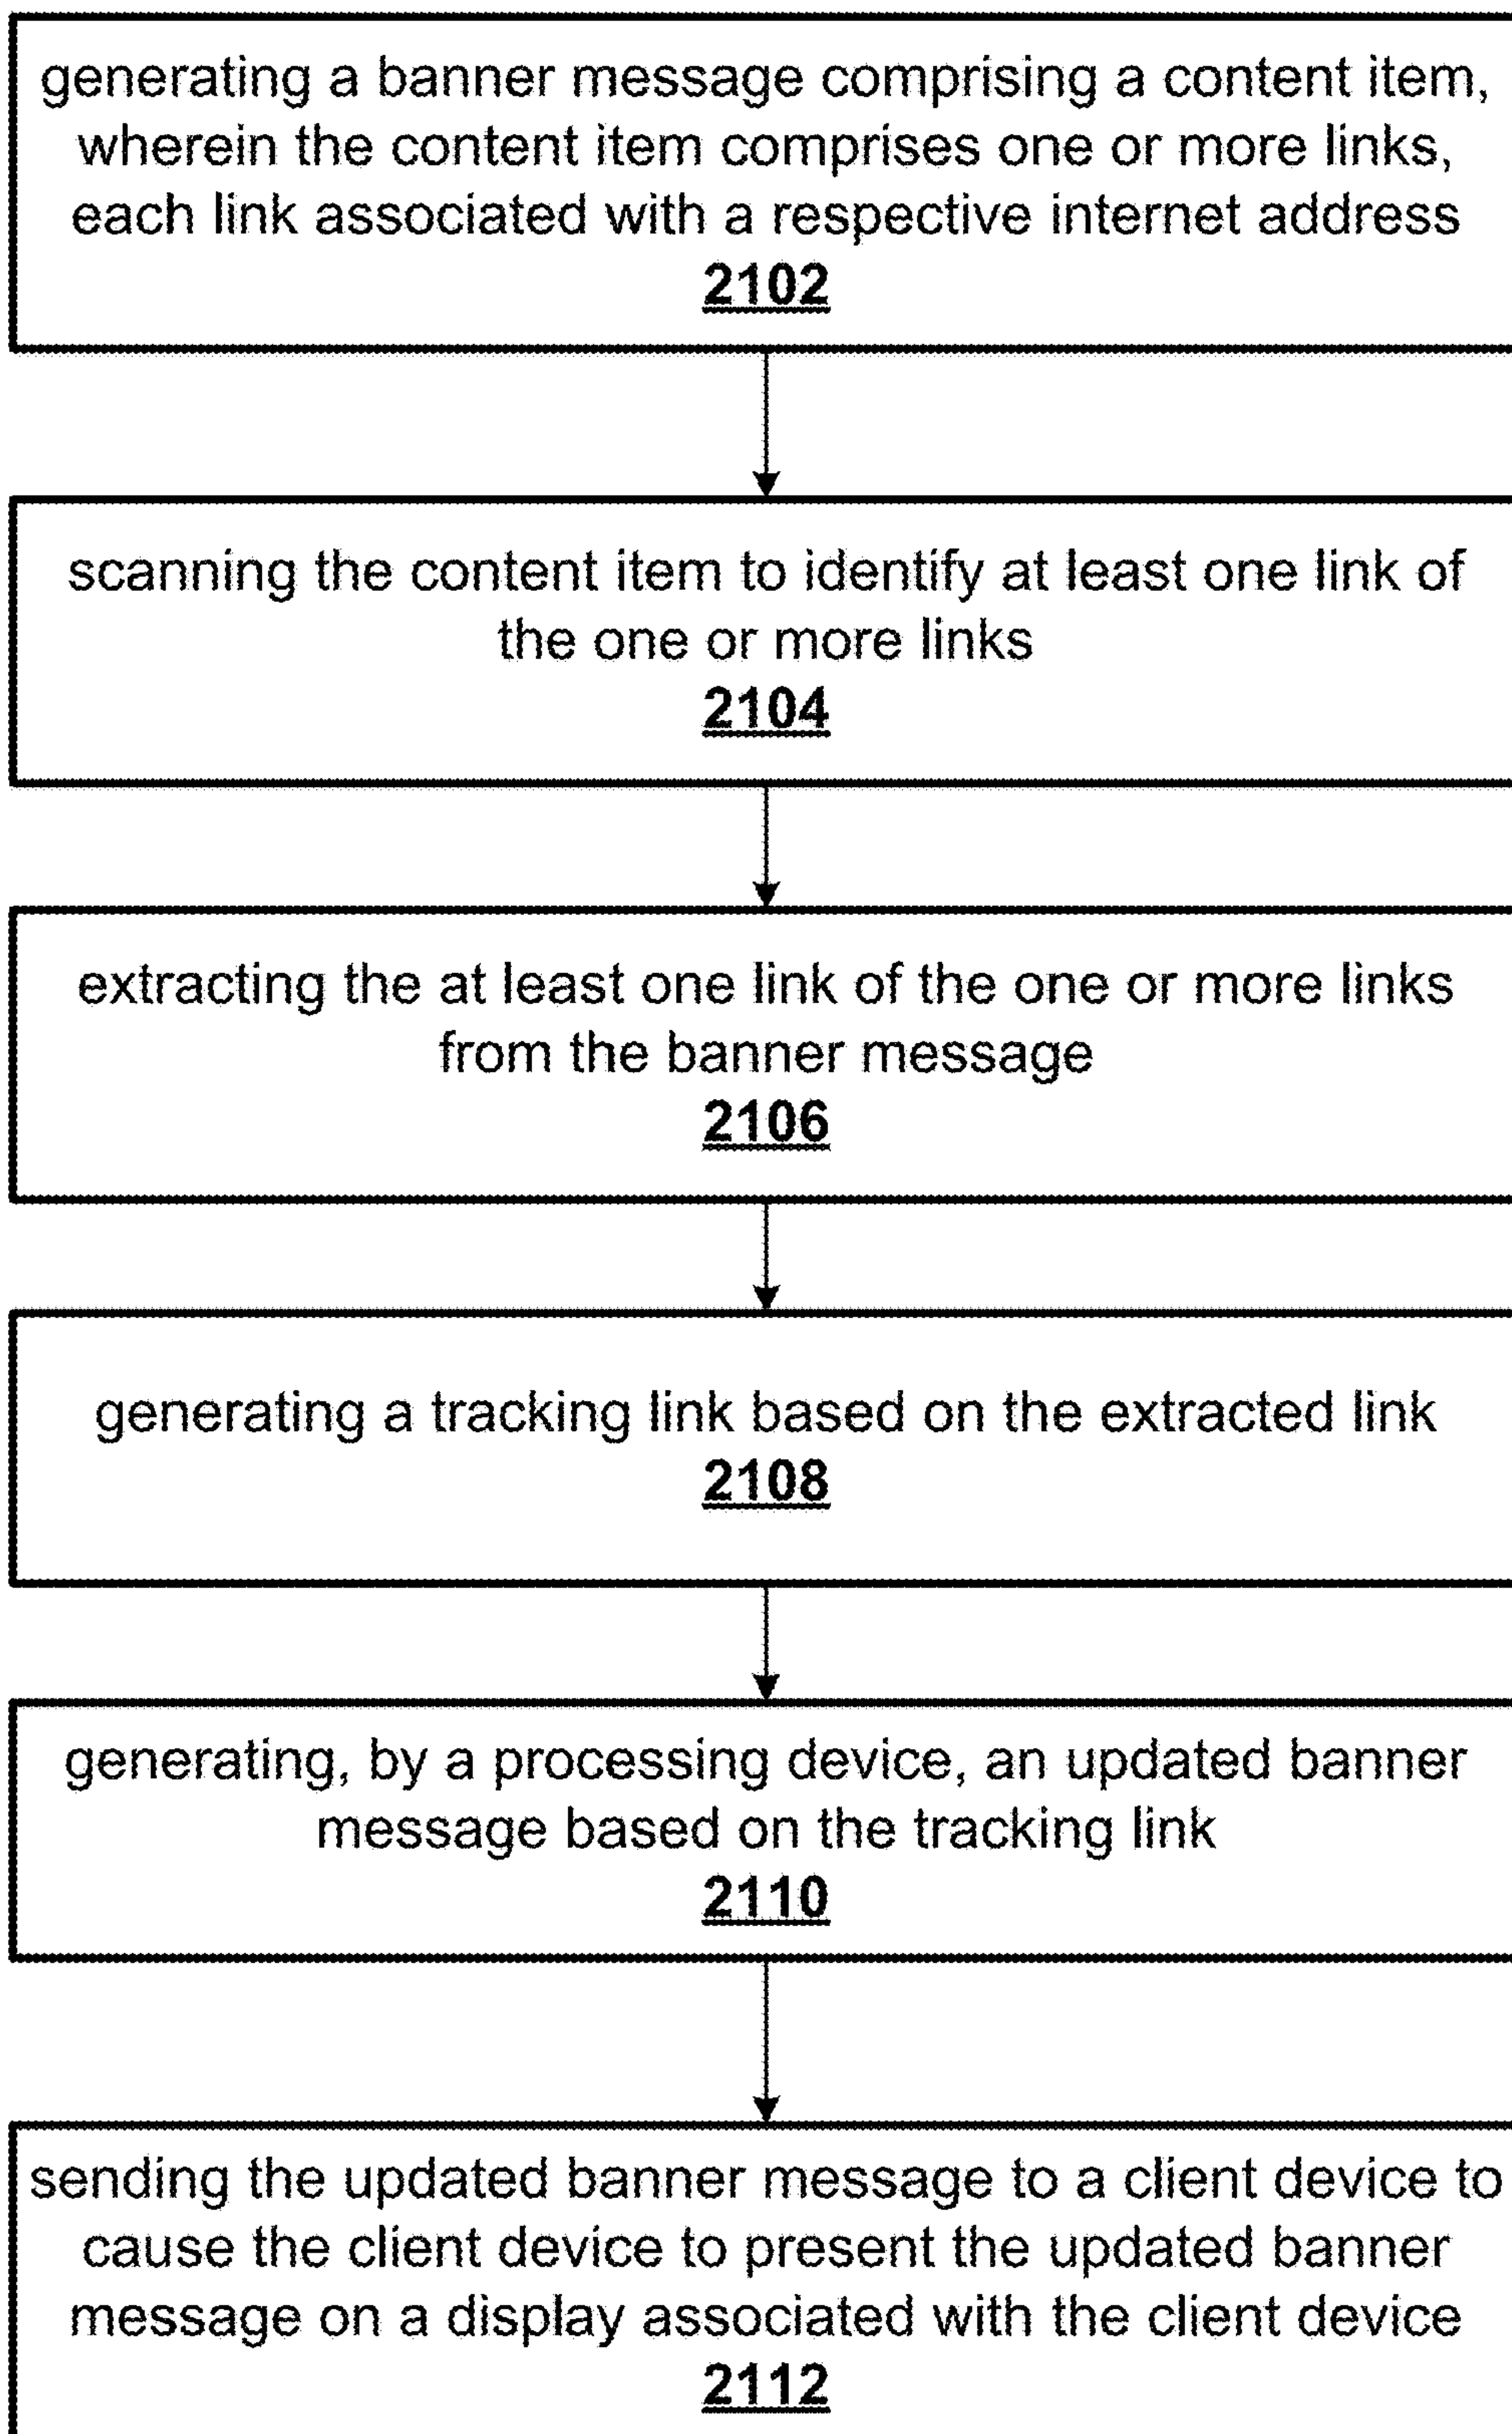 generating a banner message comprising a content item,
wherein the content item comprises one or more links,
each link associated with a respective internet address
2102
scanning the content item to identify at least one link of
the one or more links
2104
extracting the at least one link of the one or more links
from the banner message
2106
generating a tracking link based on the extracted link
2108
generating, by a processing device, an updated banner
message based on the tracking link
2110
sending the updated banner message to a client device to
cause the client device to present the updated banner
message on a display associated with the client device
2112